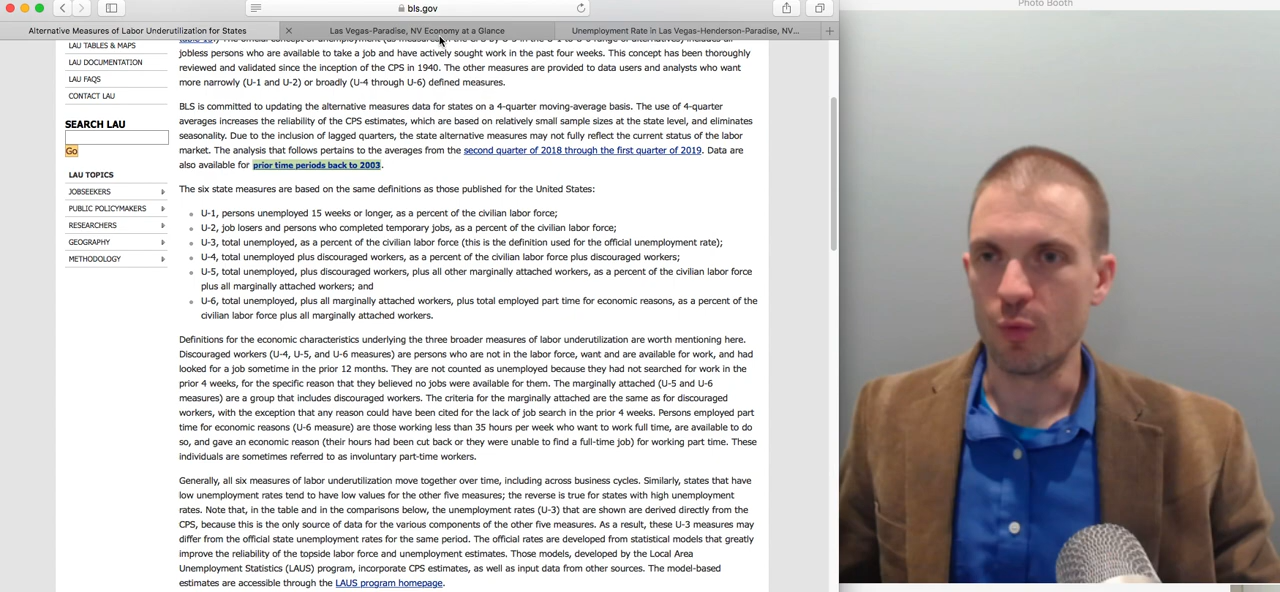 Photo Booth
bls.gov
Alternative Measures of Labor Underutilization for States
Las Vegas-Paradise, NV Economy at a Glance
Unemployment Rate in Las Vegas-Henderson-Paradise, NV...
LAU TABLES & MAPS
LAU DOCUMENTATION
LAU FAQS
CONTACT LAU
SEARCH LAU
Go
LAU TOPICS
JOBSEEKERS
PUBLIC POLICYMAKERS
RESEARCHERS
GEOGRAPHY
METHODOLOGY
jobless persons who are available to take a job and have actively sought work in the past four weeks. This concept has been thoroughly
reviewed and validated since the inception of the CPS in 1940. The other measures are provided to data users and analysts who want
more narrowly (U-1 and U-2) or broadly (U-4 through U-6) defined measures.
BLS is committed to updating the alternative measures data for states on a 4-quarter moving-average basis. The use of 4-quarter
averages increases the reliability of the CPS estimates, which are based on relatively small sample sizes at the state level, and eliminates
seasonality. Due to the inclusion of lagged quarters, the state alternative measures may not fully reflect the current status of the labor
market. The analysis that follows pertains to the averages from the second quarter of 2018 through the first quarter of 2019. Data are
also available for prior time periods back to 2003.
The six state measures are based on the same definitions as those published for the United States:
U-1, persons unemployed 15 weeks or longer, as a percent of the civilian labor force;
U-2, job losers and persons who completed temporary jobs, as a percent of the civilian labor force;
U-3, total unemployed, as a percent of the civilian labor force (this is the definition used for the official unemployment rate);
U-4, total unemployed plus discouraged workers, as a percent of the civilian labor force plus discouraged workers;
U-5, total unemployed, plus discouraged workers, plus all other marginally attached workers, as a percent of the civilian labor force
plus all marginally attached workers; and
U-6, total unemployed, plus all marginally attached workers, plus total employed part time for economic reasons, as a percent of the
civilian labor force plus all marginally attached workers.
Definitions for the economic characteristics underlying the three broader measures of labor underutilization are worth mentioning here.
Discouraged workers (U-4, U-5, and U-6 measures) are persons who are not in the labor force, want and are available for work, and had
looked for a job sometime in the prior 12 months. They are not counted as unemployed because they had not searched for work in the
prior 4 weeks, for the specific reason that they believed no jobs were available for them. The marginally attached (U-5 and U-6
measures) are a group that includes discouraged workers. The criteria for the marginally attached are the same as for discouraged
workers, with the exception that any reason could have been cited for the lack of job search in the prior 4 weeks. Persons employed part
time for economic reasons (U-6 measure) are those working less than 35 hours per week who want to work full time, are available to do
so, and gave an economic reason (their hours had been cut back or they were unable to find a full-time job) for working part time. These
individuals are sometimes referred to as involuntary part-time workers.
Generally, all six measures of labor underutilization move together over time, including across business cycles. Similarly, states that have
low unemployment rates tend to have low values for the other five measures; the reverse is true for states with high unemployment
rates. Note that, in the table and in the comparisons below, the unemployment rates (U-3) that are shown are derived directly from the
CPS, because this is the only source of data for the various components of the other five measures. As a result, these U-3 measures may
differ from the official state unemployment rates for the same period. The official rates are developed from statistical models that greatly
improve the reliability of the topside labor force and unemployment estimates. Those models, developed by the Local Area
Unemployment Statistics (LAUS) program, incorporate CPS estimates, as well as input data from other sources. The model-based
estimates are accessible through the LAUS program homepage.